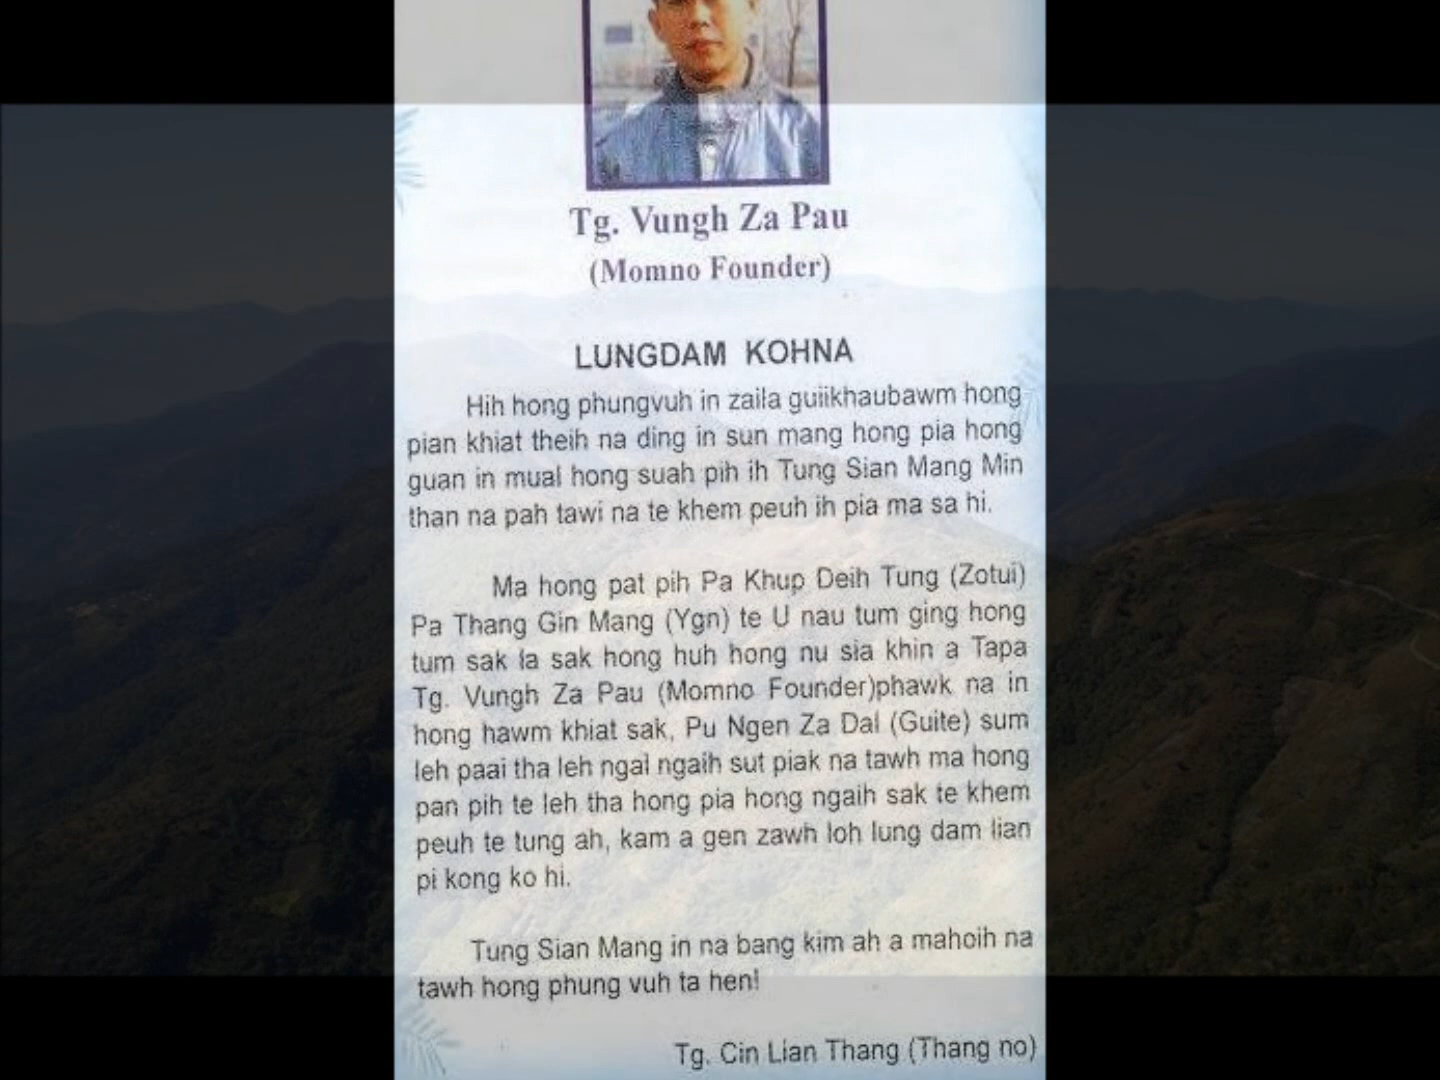 Tg. Vungh Za Pau
(Momno Founder)
LUNGDAM KOHNA
Hih hong phungvuh in zaila guiikhaubawm hong
pian khiat theih na ding in sun mang hong pia hong
guan in mual hong suah pih ih Tung Sian Mang Min
than na pah tawi na te khem peuh ih pia ma sa hi.
Ma hong pat pih Pa Khup Deih Tung (Zotui)
Pa Thang Gin Mang (Ygn) te U nau tum ging hong
tum sak la sak hong huh hong nu sia khin a Tapa
Tg. Vungh Za Pau (Momno Founder)phawk na in
hong hawm khiat sak, Pu Ngen Za Dal (Guite) sum
leh paai tha leh ngal ngaih sut piak na tawh ma hong
pan pih te leh tha hong pia hong ngaih sak te khem
peuh te tung ah, kam a gen zawh loh lung dam lian
pi kong ko hi.
Tung Sian Mang in na bang kim ah a mahoih na
tawh hong phung vuh ta hen!
Tg. Cin Lian Thang (Thang no)